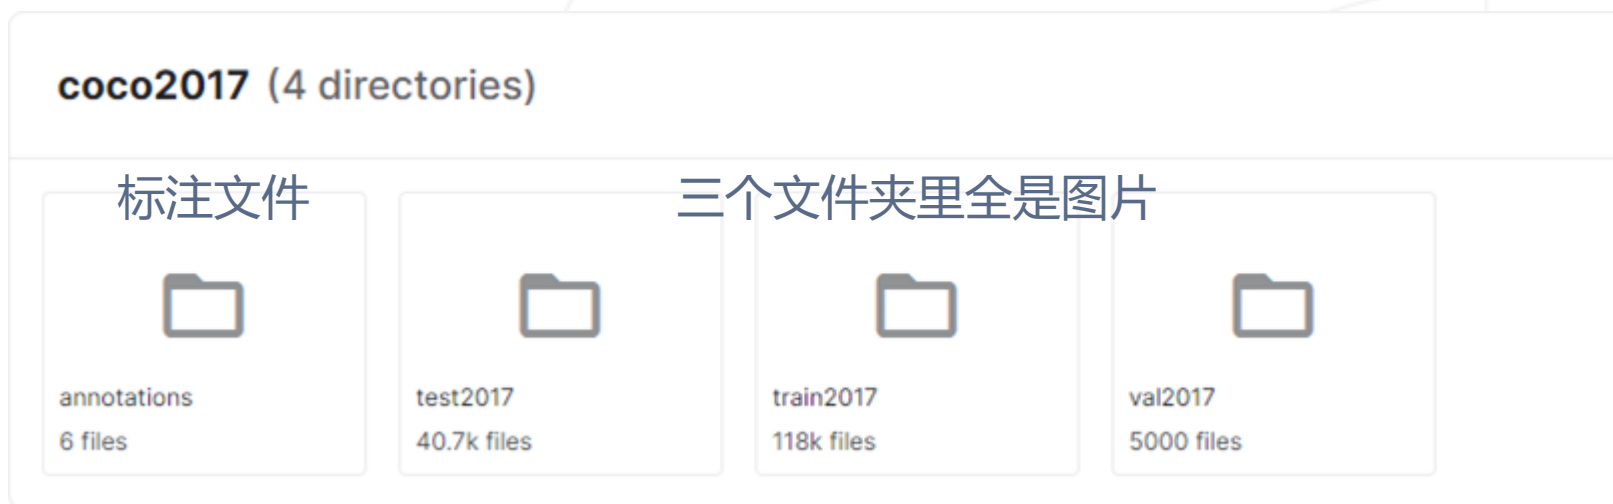 coco2017 (4 directories)
标注文件
三个文件夹里全是图片
annotations
6 files
test2017
40.7k files
train2017
118k files
val2017
5000 files